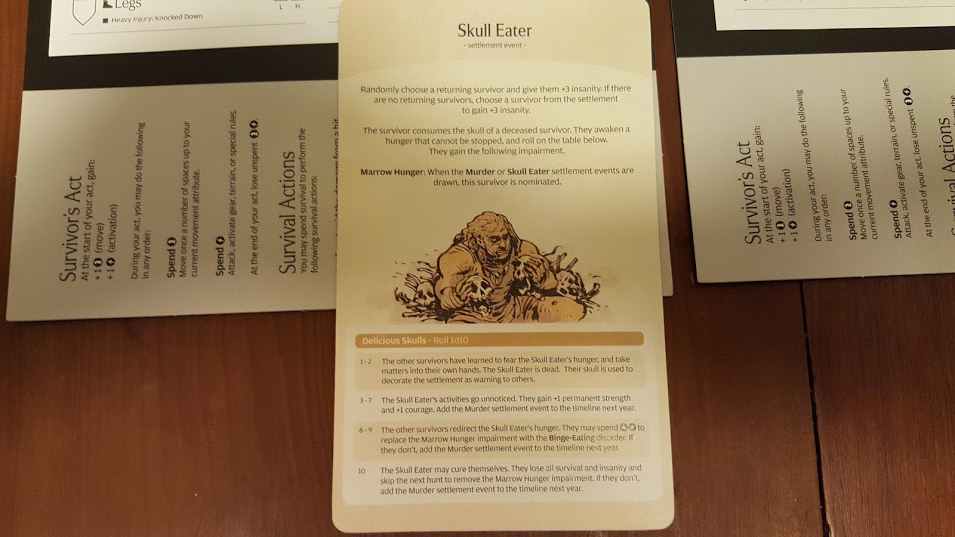 Legs
Heavy Injury: Knocked Down
L H
Survivor's Act
At the start of your act, gain:
+1 (move)
+1 (activation)
During your act, you may do the following
in any order:
Spend
Move once a number of spaces up to your
current movement attribute.
Spend
Attack, activate gear, terrain, or special rules.
At the end of your act, lose unspent
Survival Actions
You may spend survival to perform the
following survival actions:
Skull Eater
- settlement event -
Randomly choose a returning survivor and give them +3 insanity. If there
are no returning survivors, choose a survivor from the settlement
to gain +3 insanity.
The survivor consumes the skull of a deceased survivor. They awaken a
hunger that cannot be stopped, and roll on the table below.
They gain the following impairment.
Marrow Hunger: When the Murder or Skull Eater settlement events are
drawn, this survivor is nominated.
Delicious Skulls - Roll 1d10
1 - 2 The other survivors have learned to fear the Skull Eater's hunger, and take
matters into their own hands. The Skull Eater is dead. Their skull is used to
decorate the settlement as warning to others.
3 - 7 The Skull Eater's activities go unnoticed. They gain +1 permanent strength
and +1 courage. Add the Murder settlement event to the timeline next year.
8 - 9 The other survivors redirect the Skull Eater's hunger. They may spend to
replace the Marrow Hunger impairment with the Binge-Eating disorder. If
they don't, add the Murder settlement event to the timeline next year.
10 The Skull Eater may cure themselves. They lose all survival and insanity and
skip the next hunt to remove the Marrow Hunger impairment. If they don't,
add the Murder settlement event to the timeline next year.
Survivor's Act
At the start of your act, gain:
+1 (move)
+1 (activation)
During your act, you may do the following
in any order:
Spend
Move once a number of spaces up to your
current movement attribute.
Spend
Attack, activate gear, terrain, or special rules.
At the end of your act, lose unspent
Actions